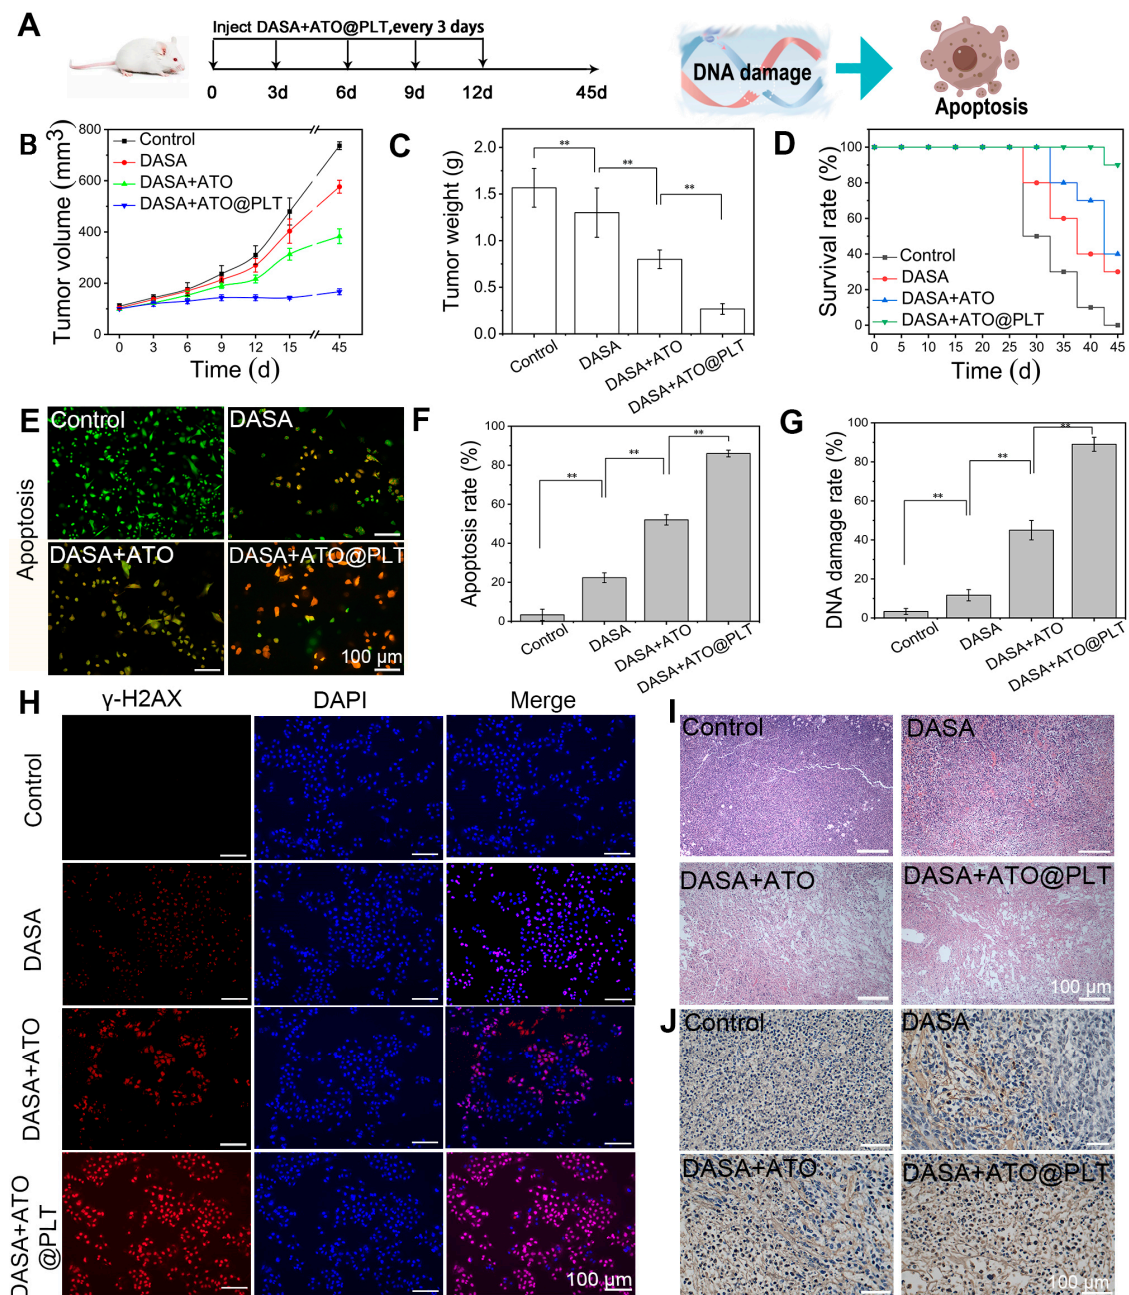 A
Inject DASA+ATO@PLT,every 3 days
0 3d 6d 9d 12d 45d
DNA damage
Apoptosis
B
Tumor volume (mm3)
800
600
400
200
0
Control
DASA
DASA+ATO
DASA+ATO@PLT
0 3 6 9 12 15 45
Time (d)
C
Tumor weight (g)
2.0
1.5
1.0
0.5
0.0
**
**
**
Control
DASA
DASA+ATO
DASA+ATO@PLT
D
Survival rate (%)
100
80
60
40
20
0
Control
DASA
DASA+ATO
DASA+ATO@PLT
0 5 10 15 20 25 30 35 40 45
Time (d)
E
Apoptosis
Control
DASA
DASA+ATO
DASA+ATO@PLT
100 μm
F
Apoptosis rate (%)
100
80
60
40
20
0
**
**
**
Control
DASA
DASA+ATO
DASA+ATO@PLT
G
DNA damage rate (%)
100
80
60
40
20
0
**
**
**
Control
DASA
DASA+ATO
DASA+ATO@PLT
H
γ-H2AX DAPI Merge
Control
DASA
DASA+ATO
DASA+ATO
@PLT
100 μm
I
Control
DASA
DASA+ATO
DASA+ATO@PLT
100 μm
J
Control
DASA
DASA+ATO
DASA+ATO@PLT
100 μm